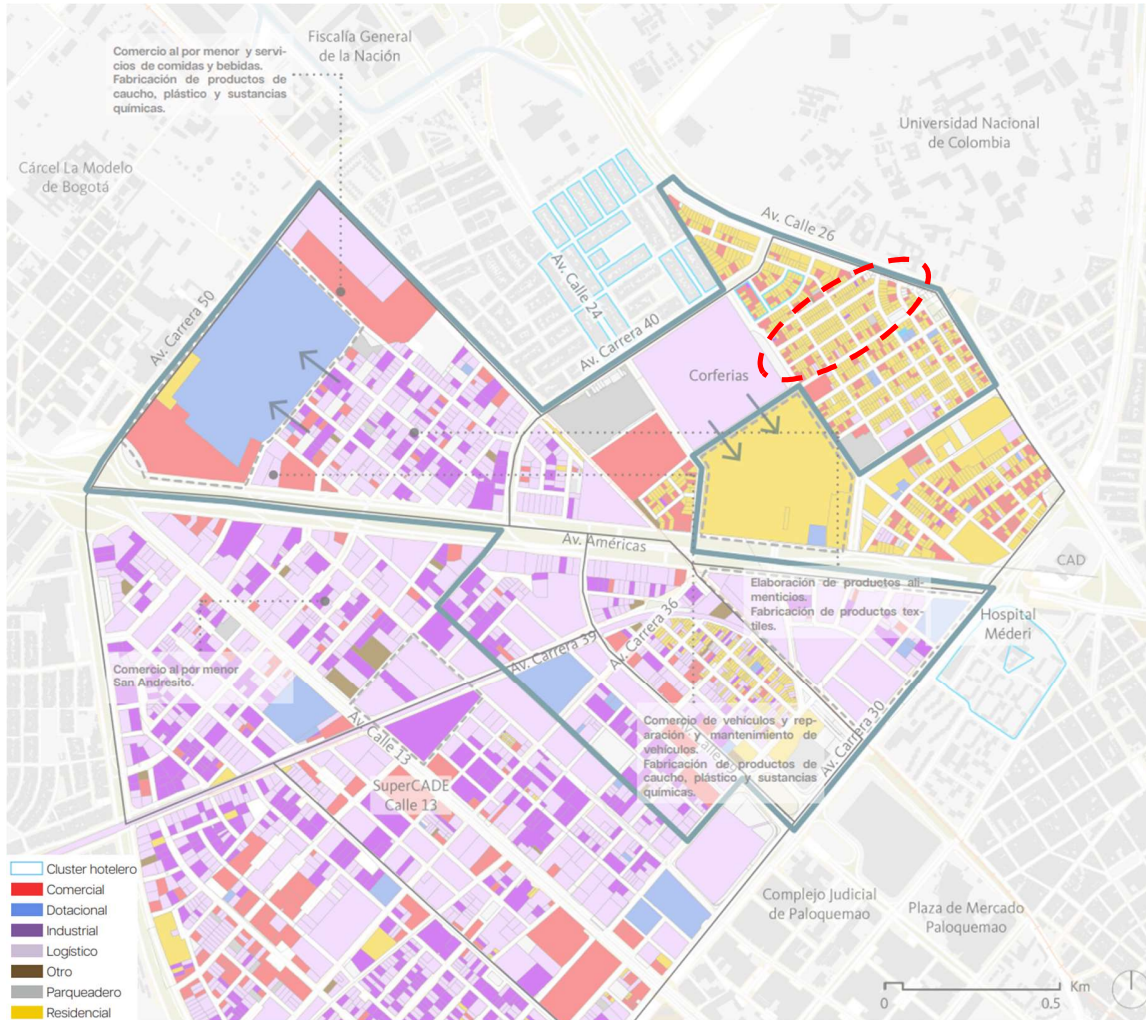 Fiscalía General
de la Nación
Comercio al por menor y servi-
cios de comidas y bebidas.
Fabricación de productos de
caucho, plástico y sustancias
químicas.
Universidad Nacional
de Colombia
Cárcel La Modelo
de Bogotá
Av. Calle 26
Av. Calle 24
Av. Carrera 50
Av. Carrera 40
Corferias
Av. Américas
CAD
Elaboración de productos ali-
menticios.
Fabricación de productos tex-
tiles.
Hospital
Méderi
Av. Carrera 36
Av. Carrera 39
Comercio al por menor
San Andresito.
Comercio de vehículos y rep-
aración y mantenimiento de
vehículos.
Fabricación de productos de
caucho, plástico y sustancias
químicas.
Av. Carrera 30
Av. Calle 13
SuperCADE
Calle 13
Complejo Judicial
de Paloquemao
Plaza de Mercado
Paloquemao
Cluster hotelero
Comercial
Dotacional
Industrial
Logístico
Otro
Parqueadero
Residencial
Km
0
0.5